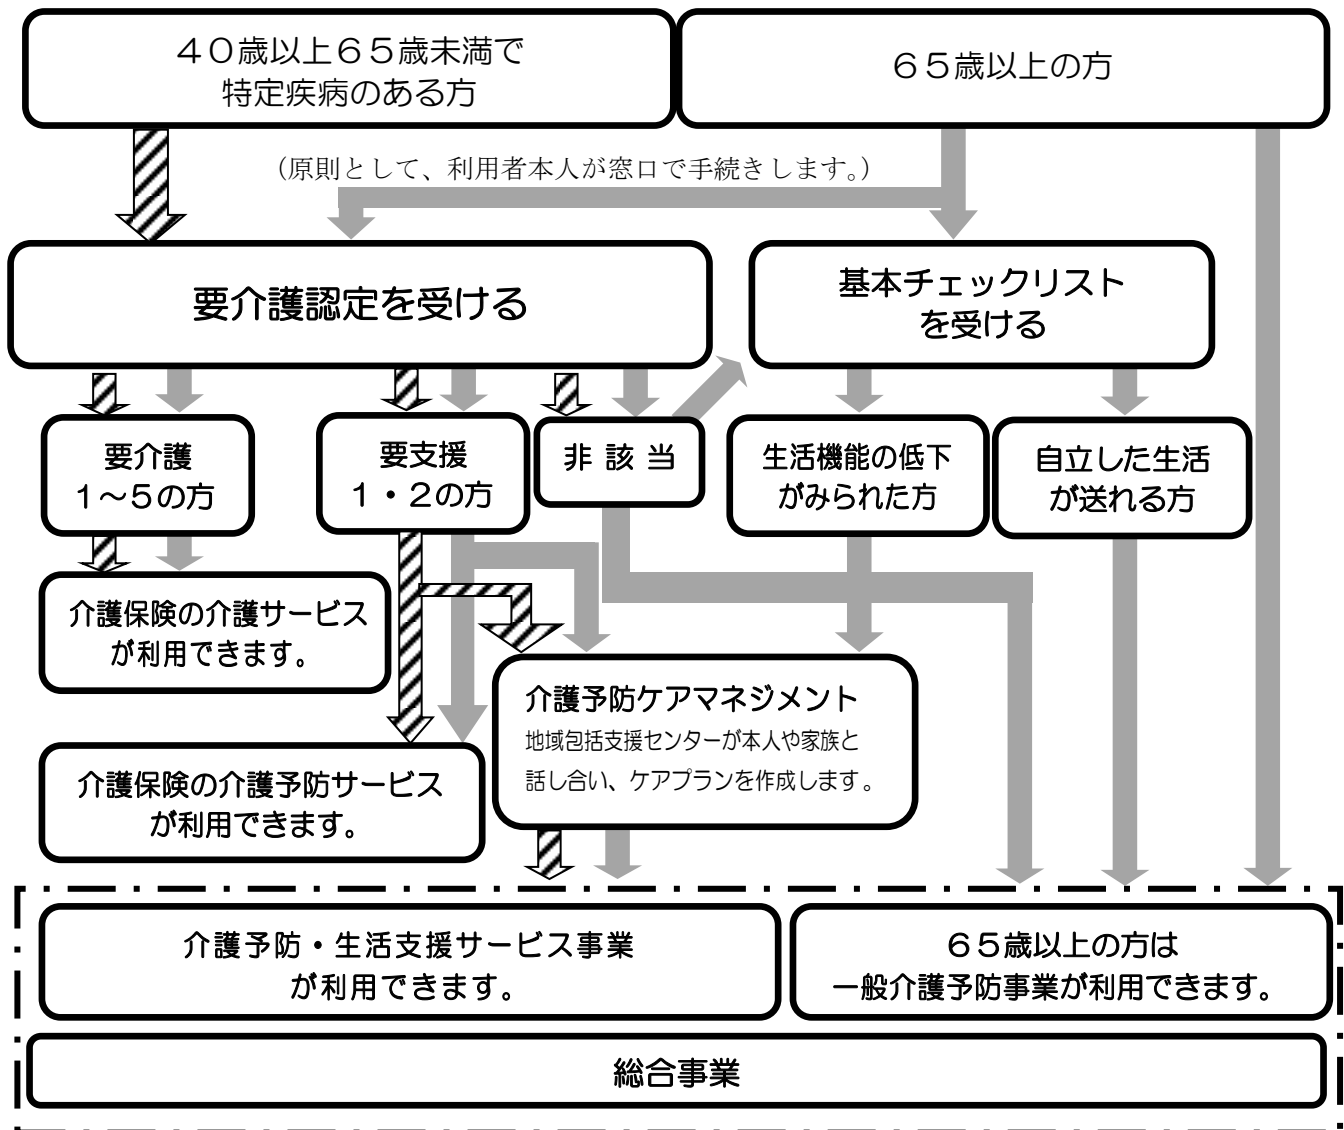 ４０歳以上６５歳未満で
特定疾病のある方
６５歳以上の方
（原則として、利用者本人が窓口で手続きします。）
要介護認定を受ける
基本チェックリスト
を受ける
要介護
１～５の方
要支援
１・２の方
非 該 当
生活機能の低下
がみられた方
自立した生活
が送れる方
介護保険の介護サービス
が利用できます。
介護予防ケアマネジメント
地域包括支援センターが本人や家族と
話し合い、ケアプランを作成します。
介護保険の介護予防サービス
が利用できます。
介護予防・生活支援サービス事業
が利用できます。
６５歳以上の方は
一般介護予防事業が利用できます。
総合事業